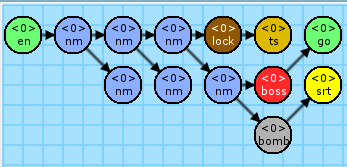 <0> <0> <0> <0> <0> <0> <0>
en nm nm nm lock ts go
<0> <0> <0> <0> <0>
nm nm nm boss srt
<0>
bomb